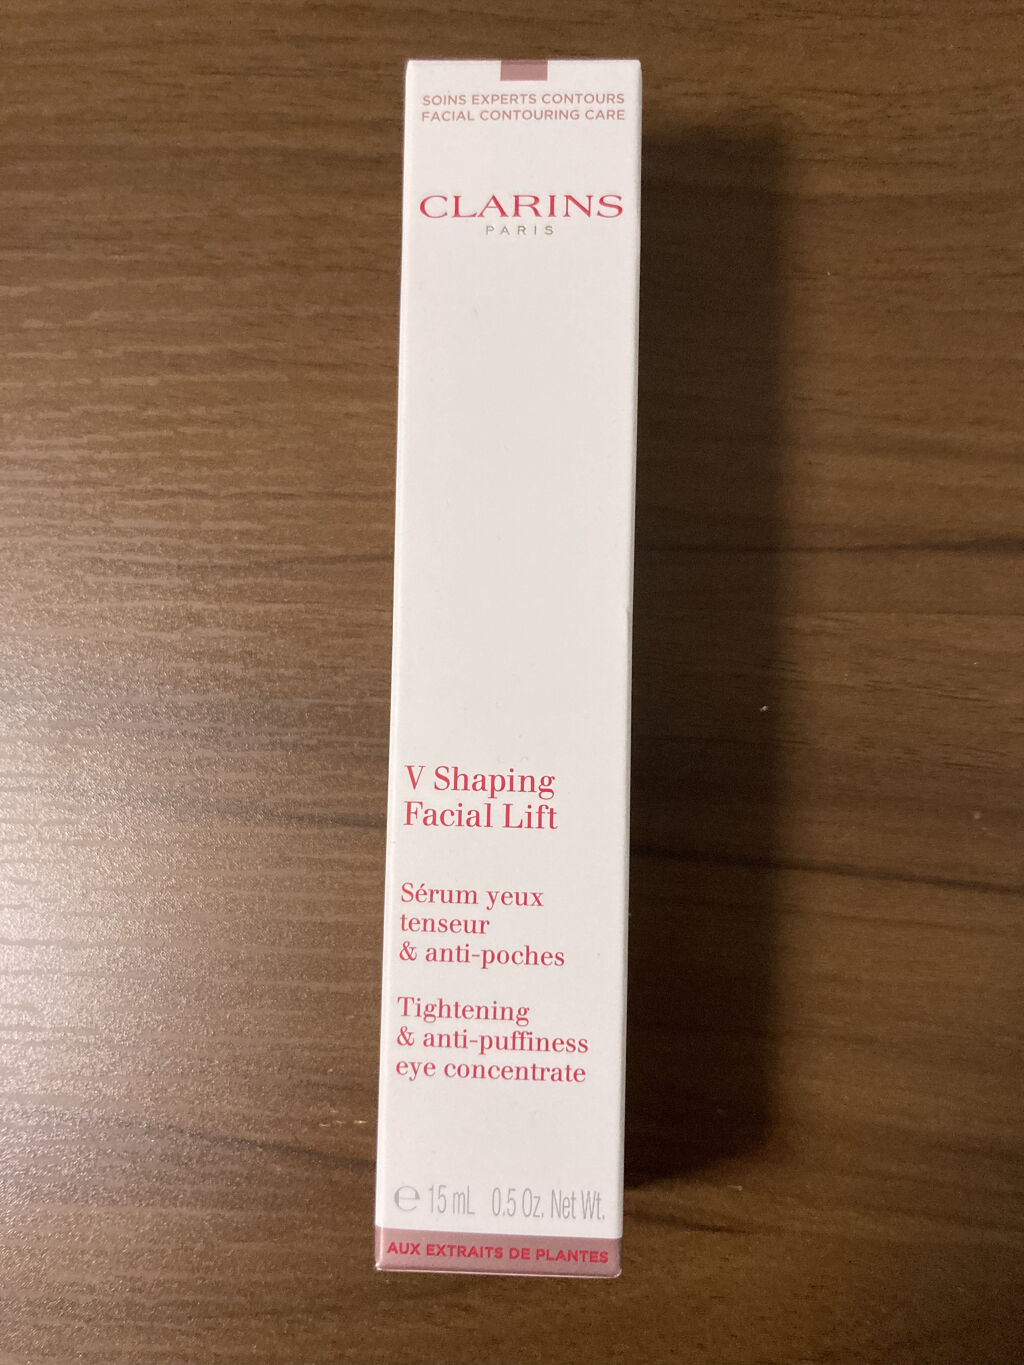 SOINS EXPERTS CONTOURS
FACIAL CONTOURING CARE
CLARINS
PARIS
V Shaping
Facial Lift
Sérum yeux
tenseur
& anti-poches
Tightening
& anti-puffiness
eye concentrate
℮ 15 mL 0.5 Oz. Net Wt.
AUX EXTRAITS DE PLANTES